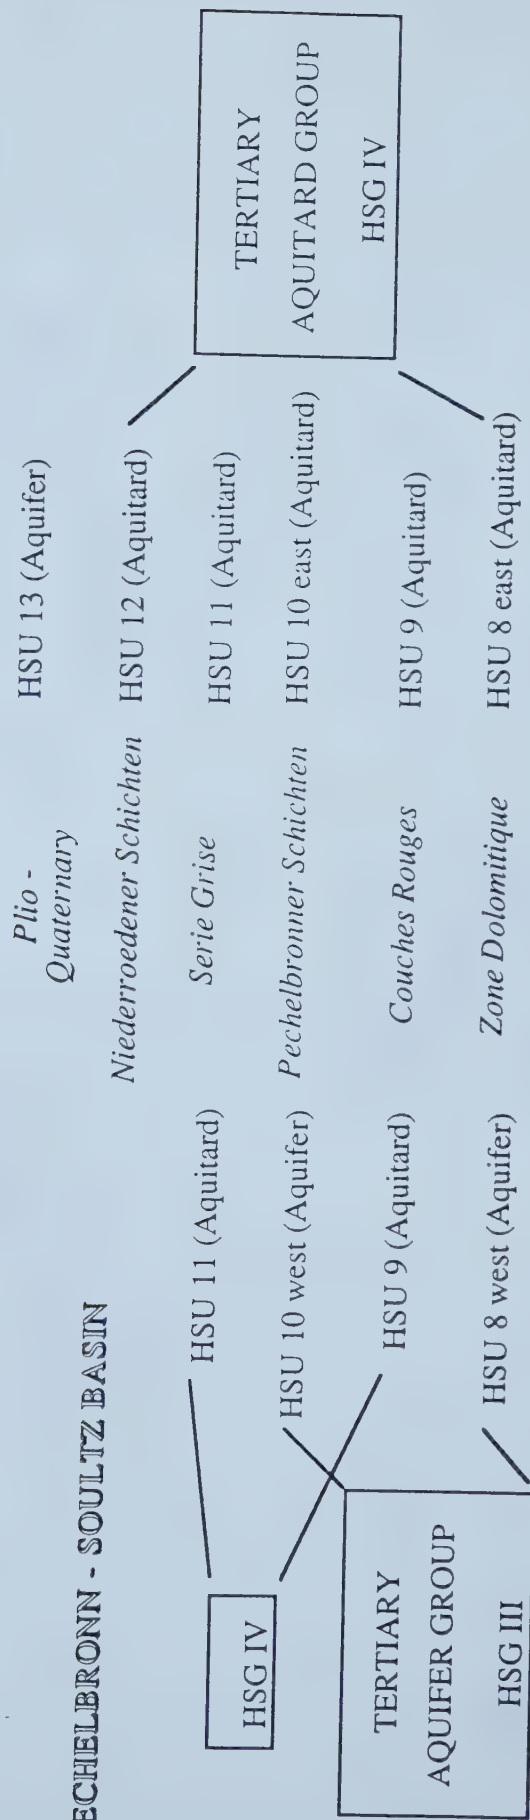 ECHELBRONN - SOULTZ BASIN
Plio -
Quaternary
HSU 13 (Aquifer)
Niederroedener Schichten
HSU 12 (Aquitard)
HSU 11 (Aquitard)
Serie Grise
HSU 11 (Aquitard)
HSU 10 west (Aquifer)
Pechelbronner Schichten
HSU 10 east (Aquitard)
HSU 9 (Aquitard)
Couches Rouges
HSU 9 (Aquitard)
HSU 8 west (Aquifer)
Zone Dolomitique
HSU 8 east (Aquitard)
HSG IV
TERTIARY
AQUIFER GROUP
HSG III
TERTIARY
AQUITARD GROUP
HSG IV